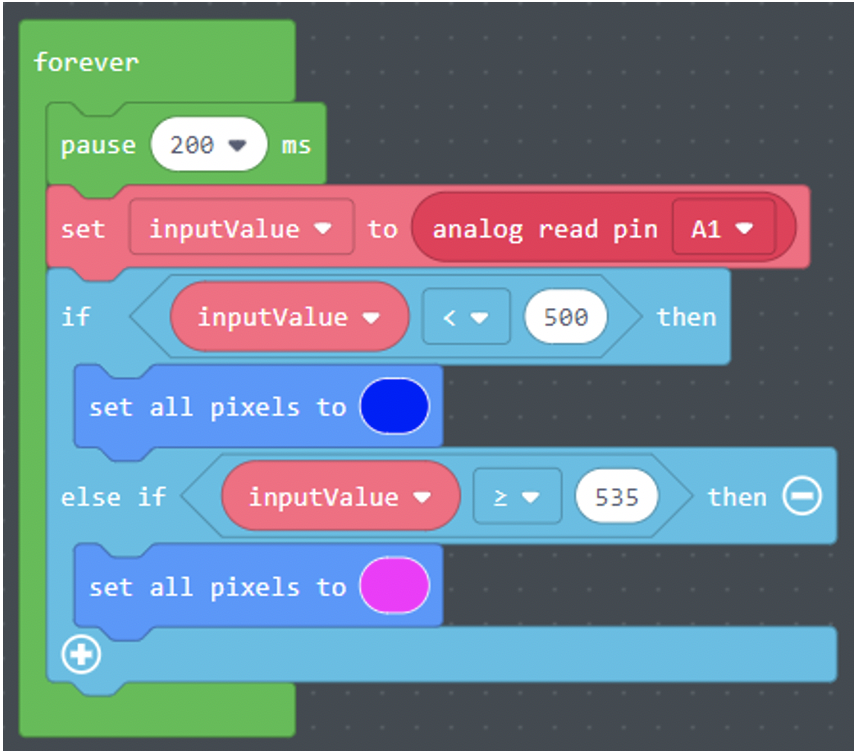 forever
pause 200 ms
set inputValue to analog read pin A1
if inputValue < 500 then
set all pixels to
else if inputValue ≥ 535 then
set all pixels to